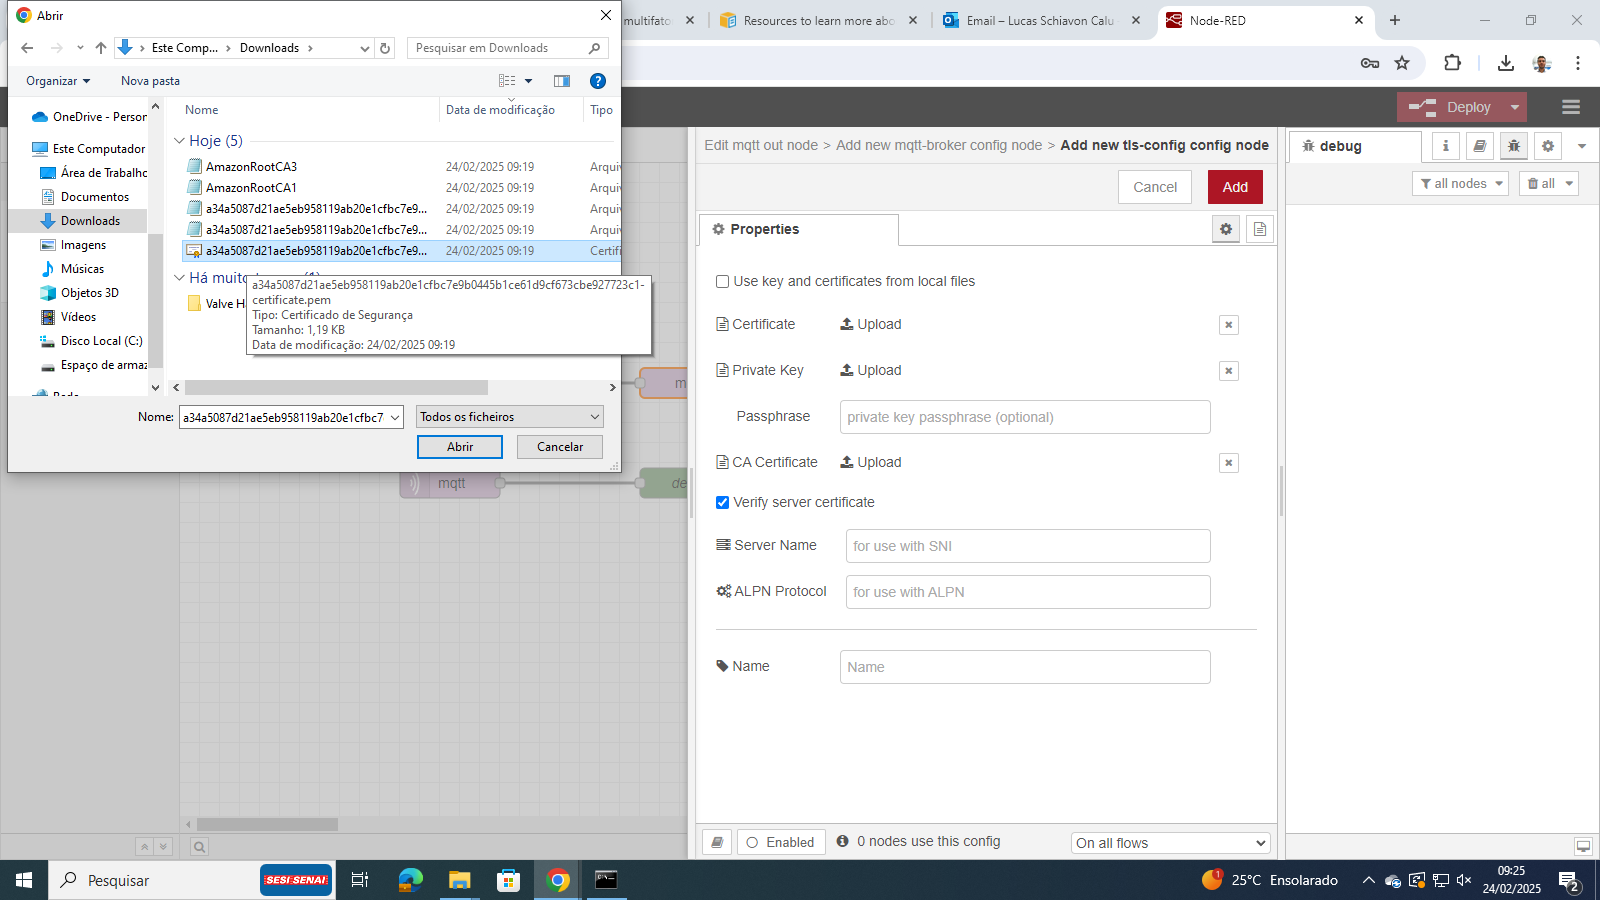 Abrir
multifato
Resources to learn more abo
Email – Lucas Schiavon Calu
Node-RED
Este Comp...
Downloads
Pesquisar em Downloads
Organizar
Nova pasta
Deploy
Nome
Data de modificação
Tipo
OneDrive - Person
Este Computador
Área de Trabalho
Documentos
Downloads
Imagens
Músicas
Objetos 3D
Vídeos
Disco Local (C:)
Espaço de armaz
Hoje (5)
AmazonRootCA3
24/02/2025 09:19
Arqui
AmazonRootCA1
24/02/2025 09:19
Arqui
a34a5087d21ae5eb958119ab20e1cfbc7e9...
24/02/2025 09:19
Arqui
a34a5087d21ae5eb958119ab20e1cfbc7e9...
24/02/2025 09:19
Arqui
a34a5087d21ae5eb958119ab20e1cfbc7e9...
24/02/2025 09:19
Certifi
Há muito
Valve H
a34a5087d21ae5eb958119ab20e1cfbc7e9b0445b1ce61d9cf673cbe927723c1-
certificate.pem
Tipo: Certificado de Segurança
Tamanho: 1,19 KB
Data de modificação: 24/02/2025 09:19
Nome:
a34a5087d21ae5eb958119ab20e1cfbc7
Todos os ficheiros
Abrir
Cancelar
m
mqtt
de
Edit mqtt out node > Add new mqtt-broker config node > Add new tls-config config node
Cancel
Add
Properties
Use key and certificates from local files
Certificate
Upload
Private Key
Upload
Passphrase
private key passphrase (optional)
CA Certificate
Upload
Verify server certificate
Server Name
for use with SNI
ALPN Protocol
for use with ALPN
Name
Name
Enabled
0 nodes use this config
On all flows
debug
all nodes
all
Pesquisar
SESI SENAI
1
25°C Ensolarado
09:25
24/02/2025
2